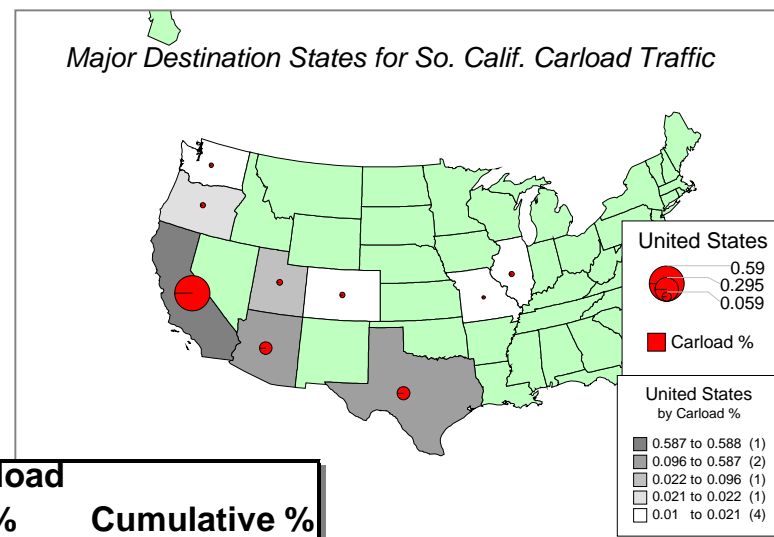 Major Destination States for So. Calif. Carload Traffic
United States
0.59
0.295
0.059
Carload %
United States
by Carload %
0.587 to 0.588 (1)
0.096 to 0.587 (2)
0.022 to 0.096 (1)
0.021 to 0.022 (1)
0.01 to 0.021 (4)
load
% Cumulative %